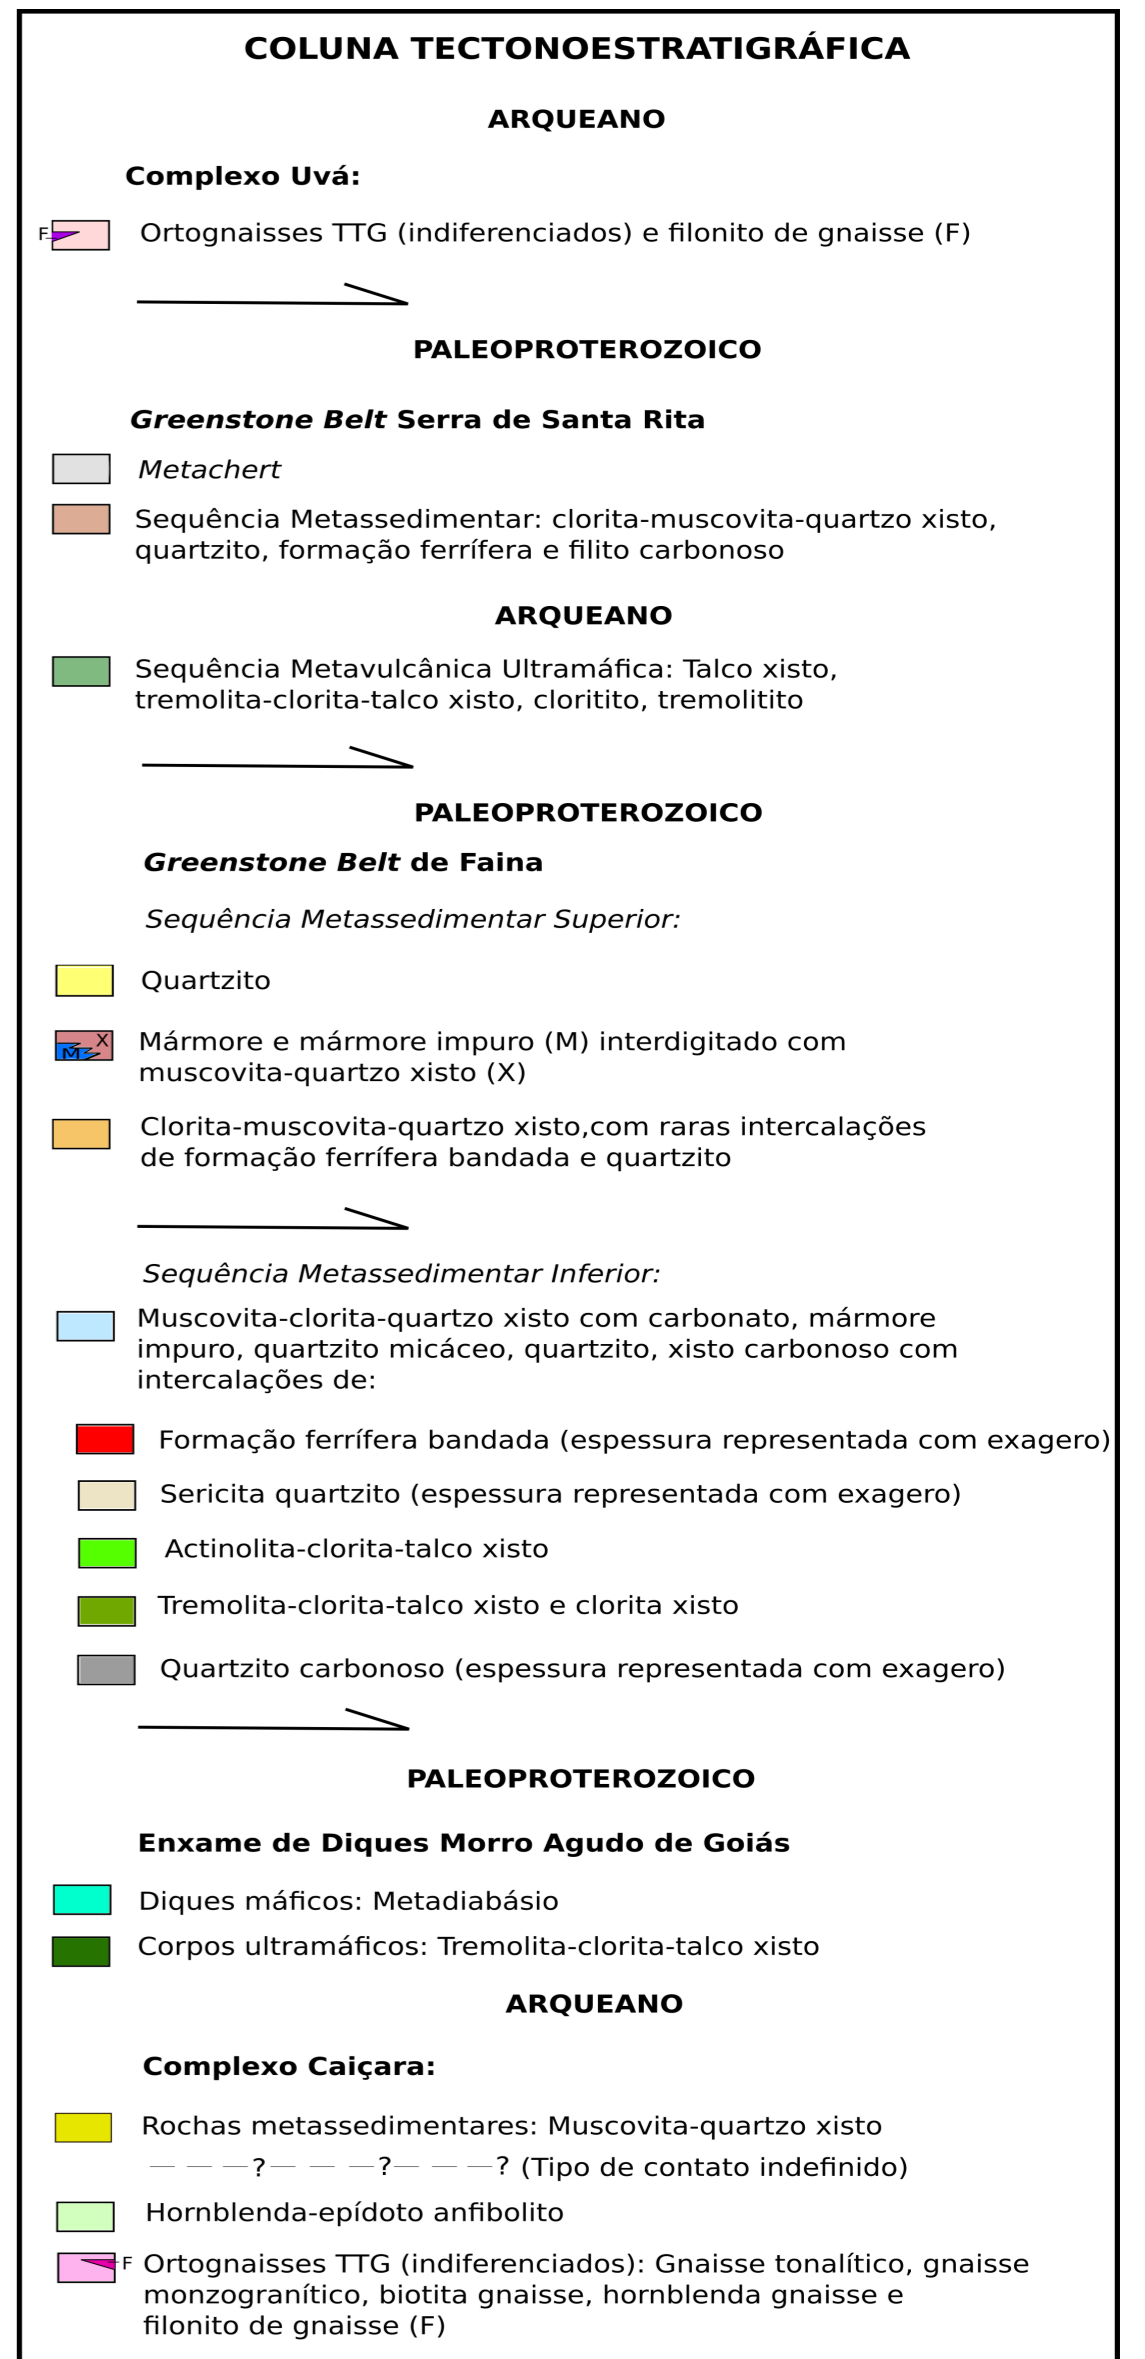 COLUNA TECTONOESTRATIGRÁFICA
ARQUEANO
Complexo Uvá:
F
Ortognaisses TTG (indiferenciados) e filonito de gnaisse (F)
PALEOPROTEROZOICO
Greenstone Belt Serra de Santa Rita
Metachert
Sequência Metassedimentar: clorita-muscovita-quartzo xisto,
quartzito, formação ferrífera e filito carbonoso
ARQUEANO
Sequência Metavulcânica Ultramáfica: Talco xisto,
tremolita-clorita-talco xisto, cloritito, tremolitito
PALEOPROTEROZOICO
Greenstone Belt de Faina
Sequência Metassedimentar Superior:
Quartzito
X
M
Mármore e mármore impuro (M) interdigitado com
muscovita-quartzo xisto (X)
Clorita-muscovita-quartzo xisto,com raras intercalações
de formação ferrífera bandada e quartzito
Sequência Metassedimentar Inferior:
Muscovita-clorita-quartzo xisto com carbonato, mármore
impuro, quartzito micáceo, quartzito, xisto carbonoso com
intercalações de:
Formação ferrífera bandada (espessura representada com exagero)
Sericita quartzito (espessura representada com exagero)
Actinolita-clorita-talco xisto
Tremolita-clorita-talco xisto e clorita xisto
Quartzito carbonoso (espessura representada com exagero)
PALEOPROTEROZOICO
Enxame de Diques Morro Agudo de Goiás
Diques máficos: Metadiabásio
Corpos ultramáficos: Tremolita-clorita-talco xisto
ARQUEANO
Complexo Caiçara:
Rochas metassedimentares: Muscovita-quartzo xisto
— — —?— — —?— — —? (Tipo de contato indefinido)
Hornblenda-epídoto anfibolito
F
Ortognaisses TTG (indiferenciados): Gnaisse tonalítico, gnaisse
monzogranítico, biotita gnaisse, hornblenda gnaisse e
filonito de gnaisse (F)